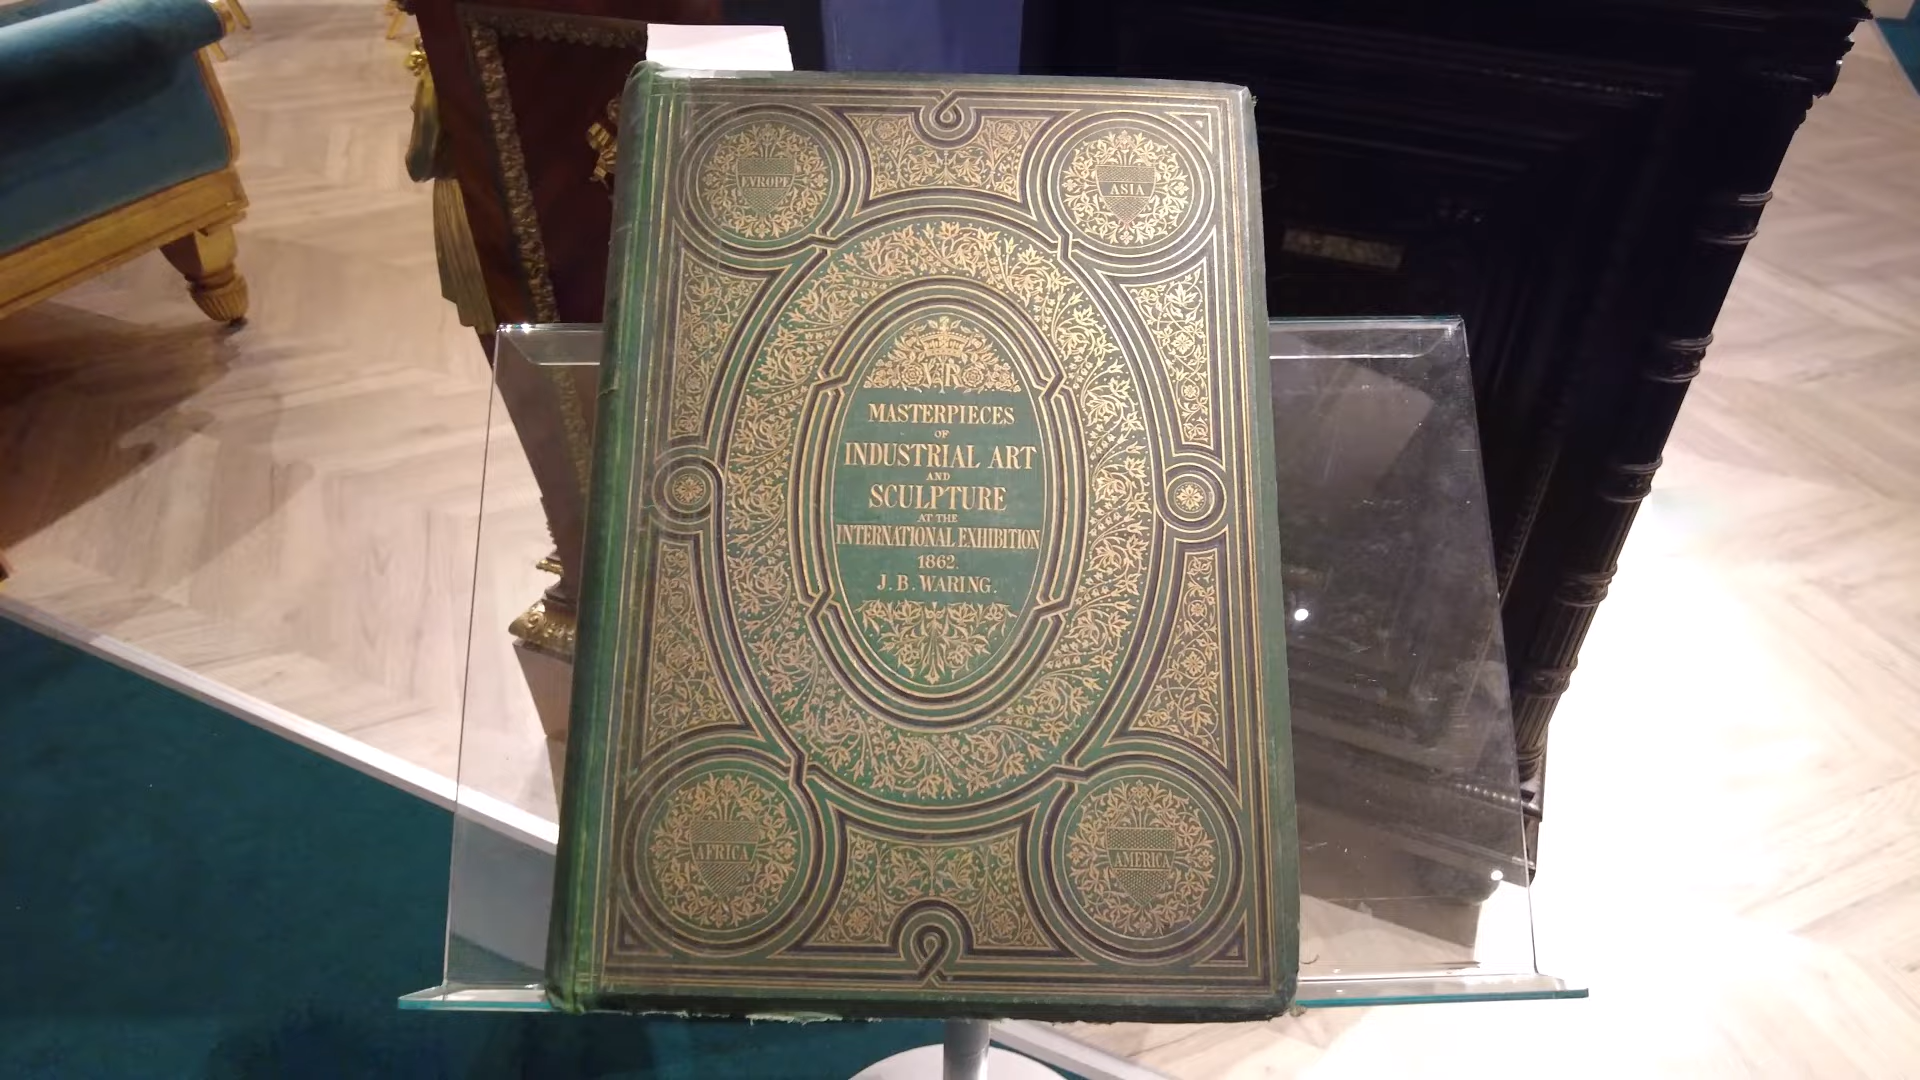 EVROPE
ASIA
VR
MASTERPIECES
OF
INDUSTRIAL ART
AND
SCULPTURE
AT THE
INTERNATIONAL EXHIBITION
1862.
J. B. WARING.
AFRICA
AMERICA